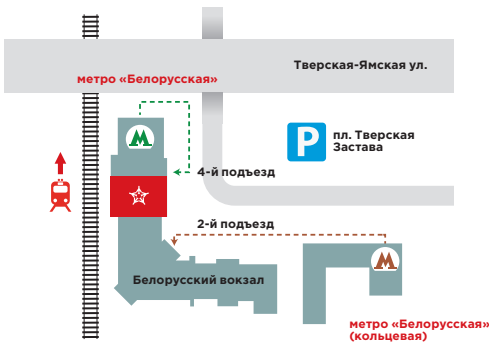 Тверская-Ямская ул.
метро «Белорусская»
М
P
пл. Тверская
Застава
4-й подъезд
2-й подъезд
М
Белорусский вокзал
метро «Белорусская»
(кольцевая)